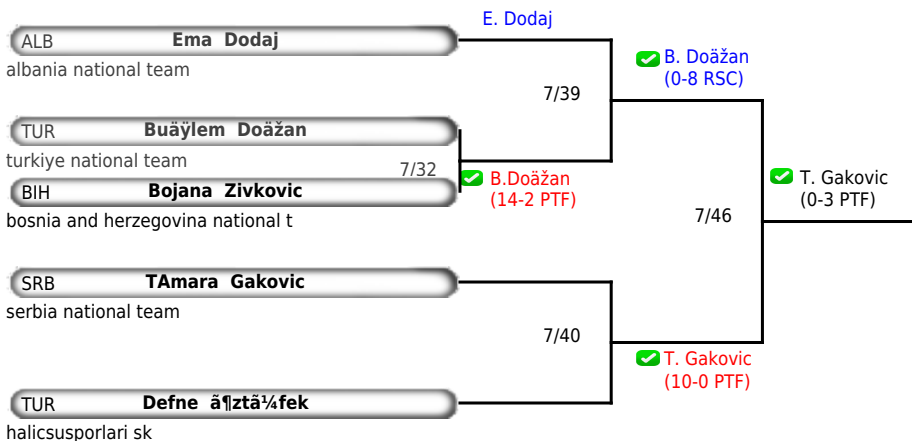 E. Dodaj
ALB Ema Dodaj
albania national team
B. Doäžan
(0-8 RSC)
7/39
TUR Buäÿlem Doäžan
turkiye national team
7/32
B.Doäžan
(14-2 PTF)
BIH Bojana Zivkovic
bosnia and herzegovina national t
T. Gakovic
(0-3 PTF)
7/46
SRB TAmara Gakovic
serbia national team
7/40
T. Gakovic
(10-0 PTF)
TUR Defne ã¶ztã¼fek
halicsusporlari sk